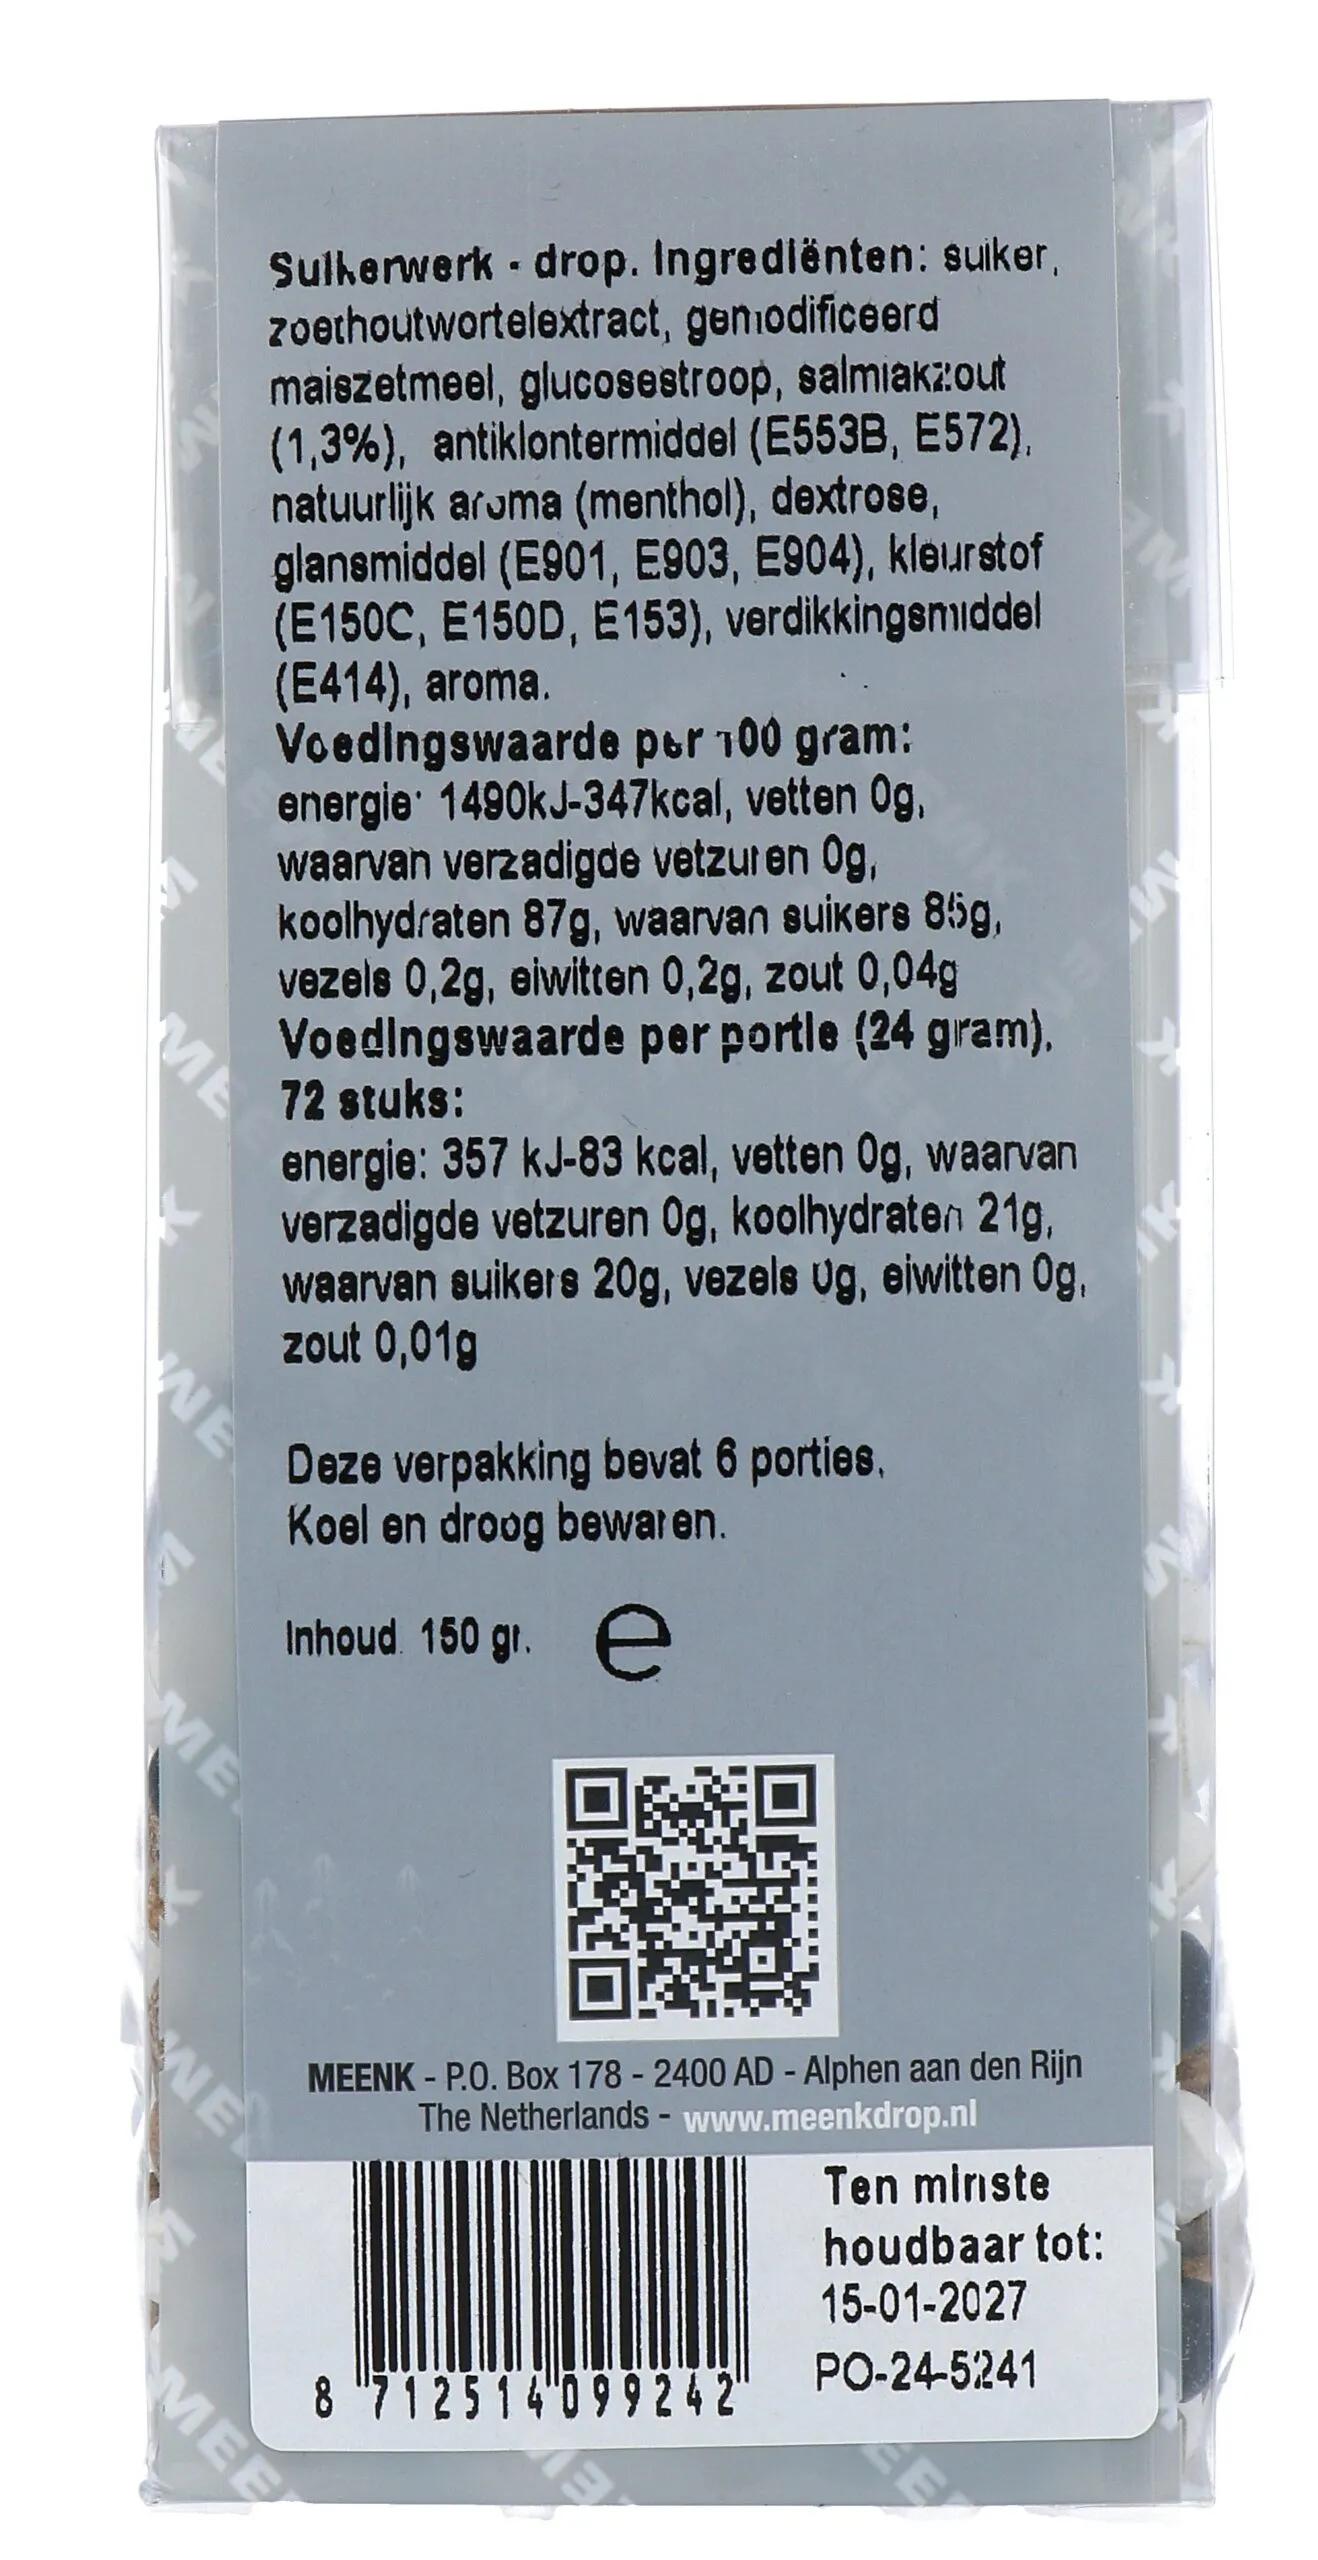 Suikerwerk - drop. Ingrediënten: suiker,
zoethoutwortelextract, gemodificeerd
maiszetmeel, glucosestroop, salmiakzout
(1,3%), antiklontermiddel (E553B, E572),
natuurlijk aroma (menthol), dextrose,
glansmiddel (E901, E903, E904), kleurstof
(E150C, E150D, E153), verdikkingsmiddel
(E414), aroma.
Voedingswaarde per 100 gram:
energie: 1490kJ-347kcal, vetten 0g,
waarvan verzadigde vetzuren 0g,
koolhydraten 87g, waarvan suikers
vezels 0,2g, eiwitten 0,2g, zout 0,04g
Voedingswaarde per portie (24 gram),
72 stuks:
energie: 357 kJ-83 kcal, vetten 0g, waarvan
verzadigde vetzuren 0g, koolhydraten 21g,
waarvan suikers 20g, vezels 0g, eiwitten 0g,
zout 0,01g
Deze verpakking bevat 6 porties.
Koel en droog bewaren.
Inhoud 150 gr. e
MEENK - P.O. Box 178 - 2400 AD - Alphen aan den Rijn
The Netherlands - www.meenkdrop.nl
Ten minste
houdbaar tot:
15-01-2027
PO-24-5241
8 712514 099242